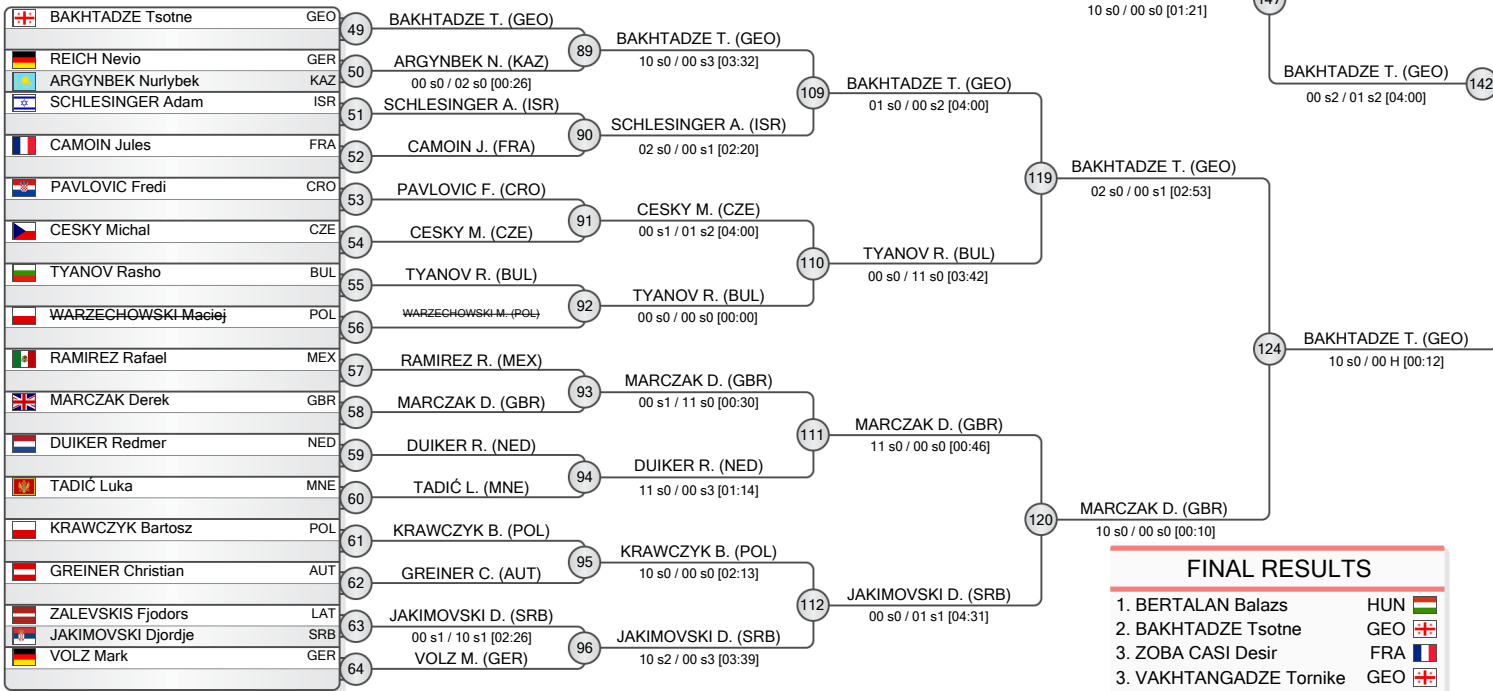 BAKHTADZE Tsotne GEO
REICH Nevio GER
ARGYNBEK Nurlybek KAZ
SCHLESINGER Adam ISR
CAMOIN Jules FRA
PAVLOVIC Fredi CRO
CESKY Michal CZE
TYANOV Rasho BUL
WARZECHOWSKI Maciej POL
RAMIREZ Rafael MEX
MARCZAK Derek GBR
DUIKER Redmer NED
TADIĆ Luka MNE
KRAWCZYK Bartosz POL
GREINER Christian AUT
ZALEVSKIS Fjodors LAT
JAKIMOVSKI Djordje SRB
VOLZ Mark GER
49
50
51
52
53
54
55
56
57
58
59
60
61
62
63
64
BAKHTADZE T. (GEO)
ARGYNBEK N. (KAZ)
00 s0 / 02 s0 [00:26]
SCHLESINGER A. (ISR)
CAMOIN J. (FRA)
PAVLOVIC F. (CRO)
CESKY M. (CZE)
TYANOV R. (BUL)
WARZECHOWSKI M. (POL)
RAMIREZ R. (MEX)
MARCZAK D. (GBR)
DUIKER R. (NED)
TADIĆ L. (MNE)
KRAWCZYK B. (POL)
GREINER C. (AUT)
JAKIMOVSKI D. (SRB)
00 s1 / 10 s1 [02:26]
VOLZ M. (GER)
89
90
91
92
93
94
95
96
BAKHTADZE T. (GEO)
10 s0 / 00 s3 [03:32]
SCHLESINGER A. (ISR)
02 s0 / 00 s1 [02:20]
CESKY M. (CZE)
00 s1 / 01 s2 [04:00]
TYANOV R. (BUL)
00 s0 / 00 s0 [00:00]
MARCZAK D. (GBR)
00 s1 / 11 s0 [00:30]
DUIKER R. (NED)
11 s0 / 00 s3 [01:14]
KRAWCZYK B. (POL)
10 s0 / 00 s0 [02:13]
JAKIMOVSKI D. (SRB)
10 s2 / 00 s3 [03:39]
109
110
111
112
BAKHTADZE T. (GEO)
01 s0 / 00 s2 [04:00]
TYANOV R. (BUL)
00 s0 / 11 s0 [03:42]
MARCZAK D. (GBR)
11 s0 / 00 s0 [00:46]
JAKIMOVSKI D. (SRB)
00 s0 / 01 s1 [04:31]
119
120
BAKHTADZE T. (GEO)
02 s0 / 00 s1 [02:53]
MARCZAK D. (GBR)
10 s0 / 00 s0 [00:10]
124
BAKHTADZE T. (GEO)
10 s0 / 00 H [00:12]
10 s0 / 00 s0 [01:21]
BAKHTADZE T. (GEO)
00 s2 / 01 s2 [04:00]
142
FINAL RESULTS
1. BERTALAN Balazs HUN
2. BAKHTADZE Tsotne GEO
3. ZOBA CASI Desir FRA
3. VAKHTANGADZE Tornike GEO